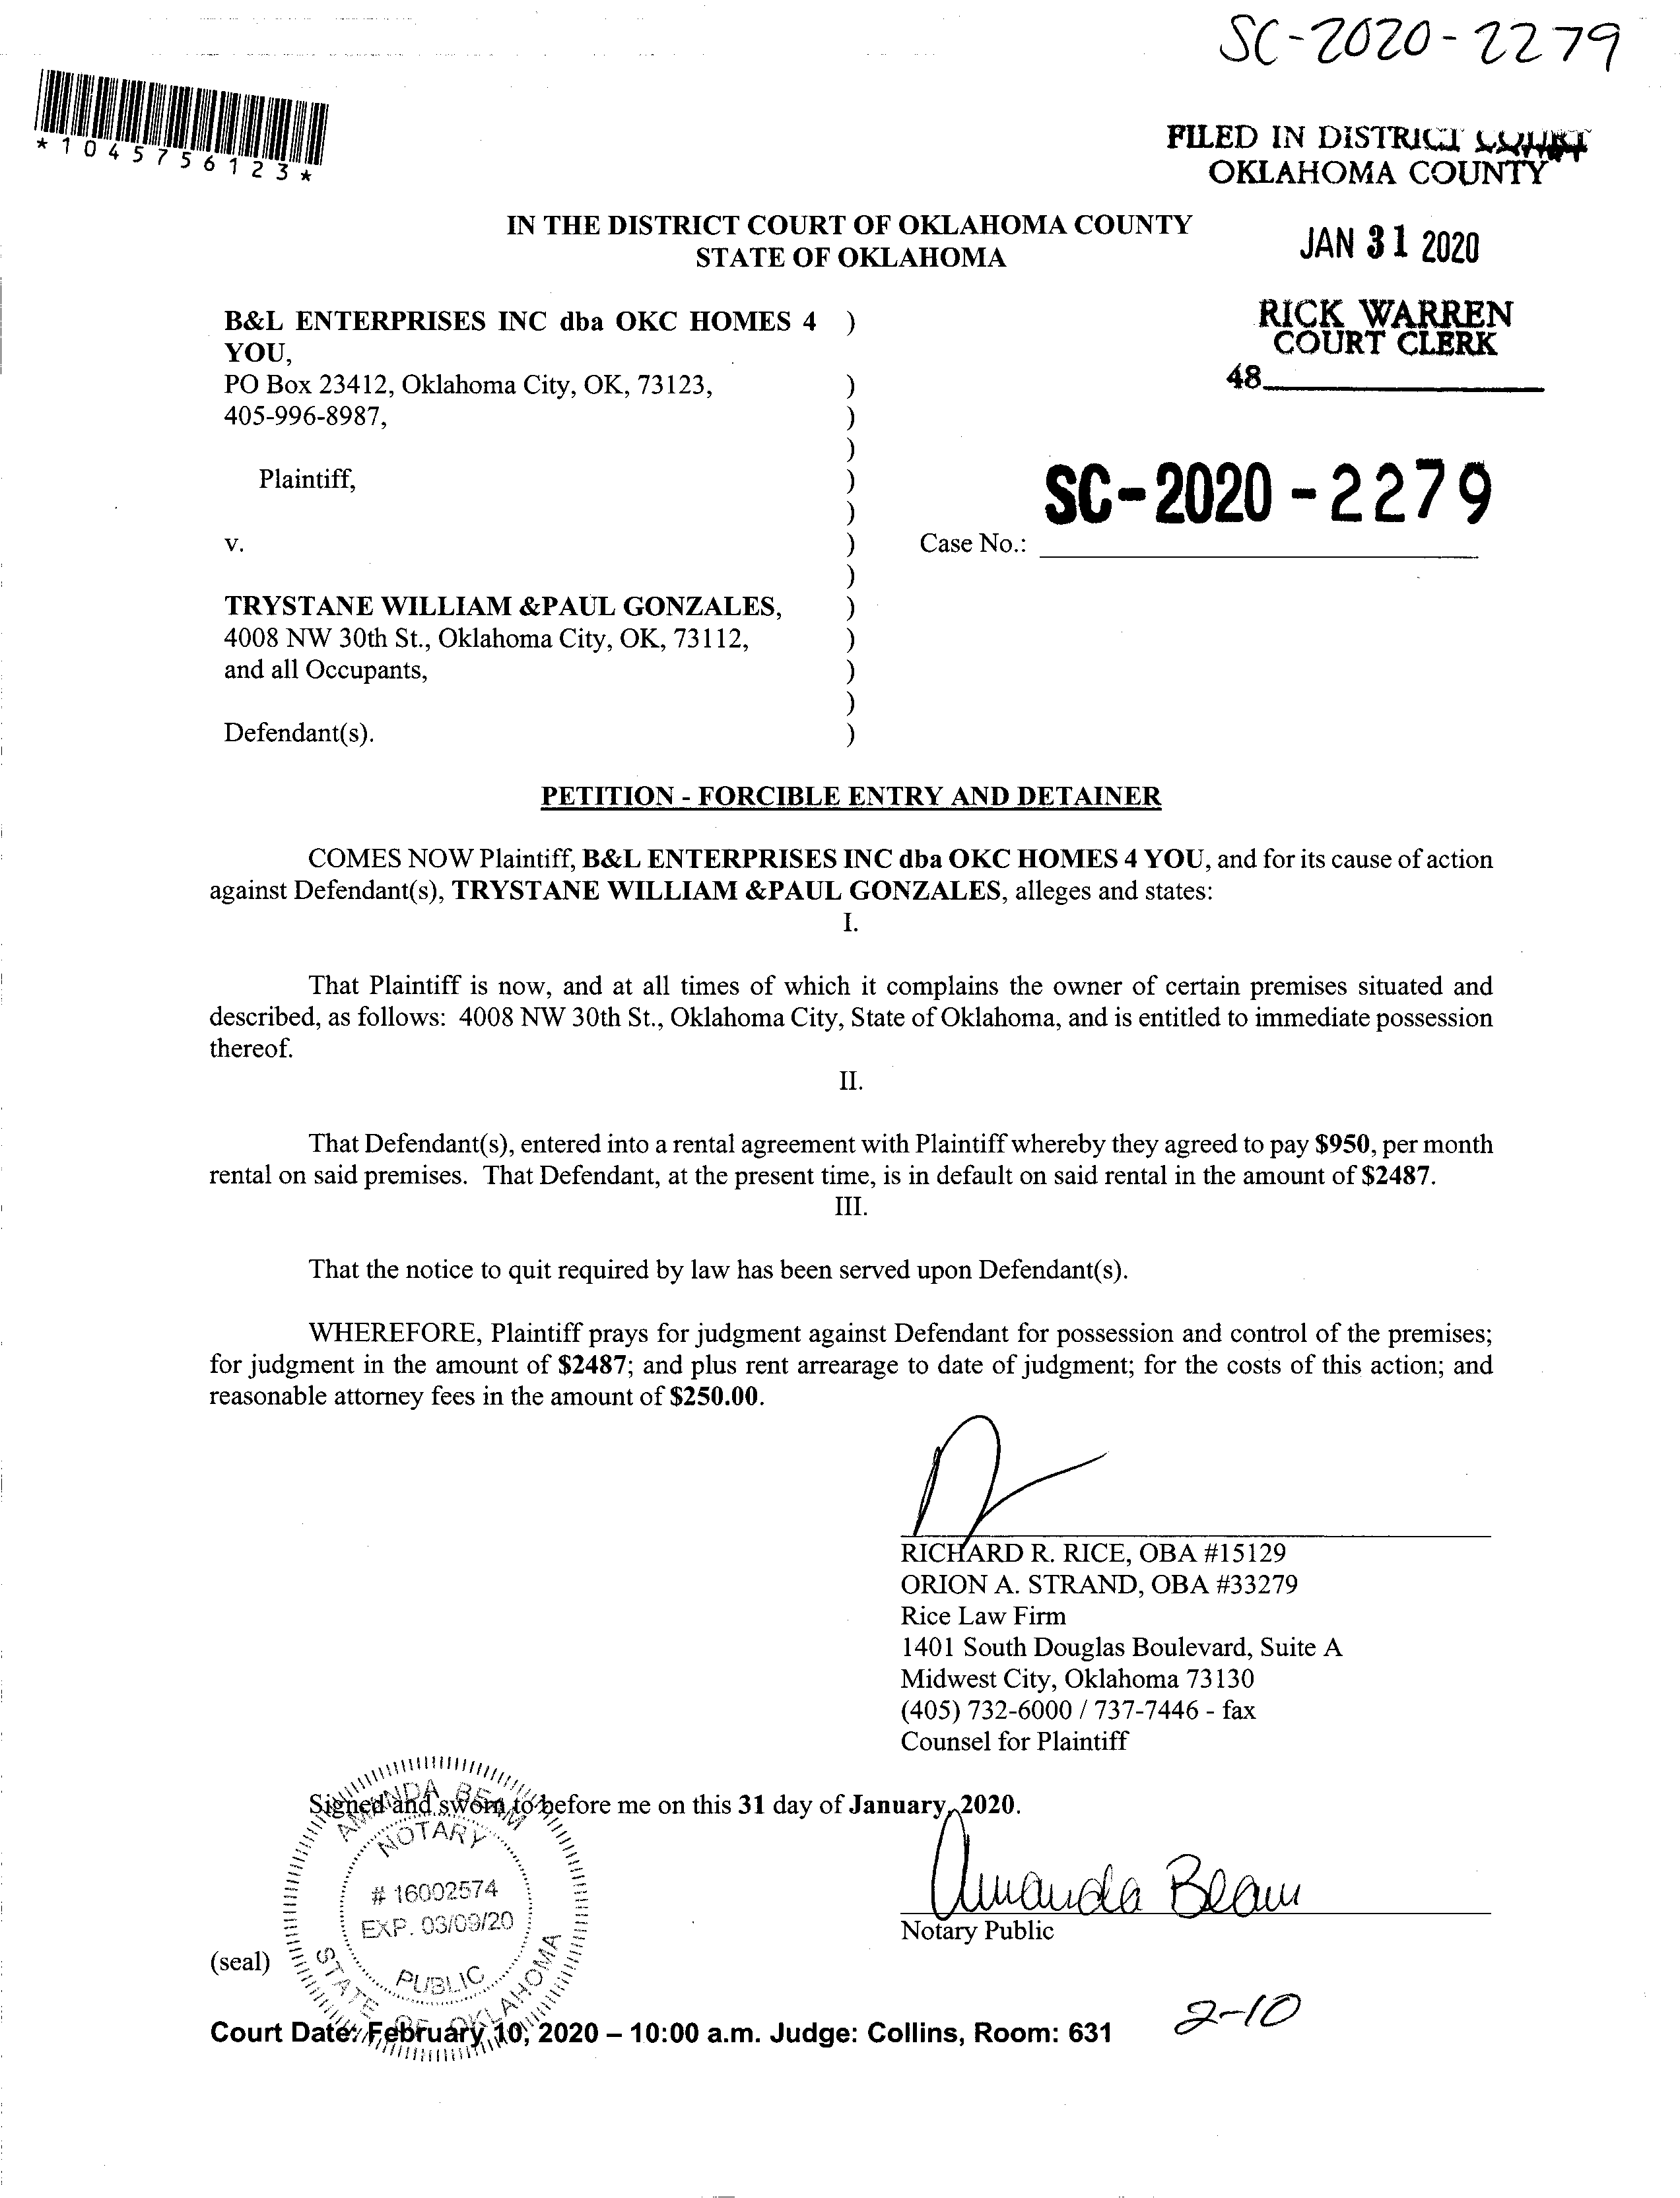 SC-2020-2279
*1045756123*
FILED IN DISTRICT COURT
OKLAHOMA COUNTY
IN THE DISTRICT COURT OF OKLAHOMA COUNTY
STATE OF OKLAHOMA
JAN 31 2020
RICK WARREN
COURT CLERK
48
B&L ENTERPRISES INC dba OKC HOMES 4 )
YOU,
PO Box 23412, Oklahoma City, OK, 73123, )
405-996-8987, )
)
Plaintiff, )
)
SC-2020-2279
v. ) Case No.:
)
TRYSTANE WILLIAM &PAUL GONZALES, )
4008 NW 30th St., Oklahoma City, OK, 73112, )
and all Occupants, )
)
Defendant(s). )
PETITION - FORCIBLE ENTRY AND DETAINER
COMES NOW Plaintiff, B&L ENTERPRISES INC dba OKC HOMES 4 YOU, and for its cause of action
against Defendant(s), TRYSTANE WILLIAM &PAUL GONZALES, alleges and states:
I.
That Plaintiff is now, and at all times of which it complains the owner of certain premises situated and
described, as follows: 4008 NW 30th St., Oklahoma City, State of Oklahoma, and is entitled to immediate possession
thereof.
II.
That Defendant(s), entered into a rental agreement with Plaintiff whereby they agreed to pay $950, per month
rental on said premises. That Defendant, at the present time, is in default on said rental in the amount of $2487.
III.
That the notice to quit required by law has been served upon Defendant(s).
WHEREFORE, Plaintiff prays for judgment against Defendant for possession and control of the premises;
for judgment in the amount of $2487; and plus rent arrearage to date of judgment; for the costs of this action; and
reasonable attorney fees in the amount of $250.00.
RICHARD R. RICE, OBA #15129
ORION A. STRAND, OBA #33279
Rice Law Firm
1401 South Douglas Boulevard, Suite A
Midwest City, Oklahoma 73130
(405) 732-6000 / 737-7446 - fax
Counsel for Plaintiff
Signed and sworn to before me on this 31 day of January, 2020.
AMANDA BEAM
NOTARY
# 16002574
EXP. 03/09/20
PUBLIC
STATE OF OKLAHOMA
Amanda Beam
Notary Public
(seal)
2-10
Court Date: February 10, 2020 – 10:00 a.m. Judge: Collins, Room: 631